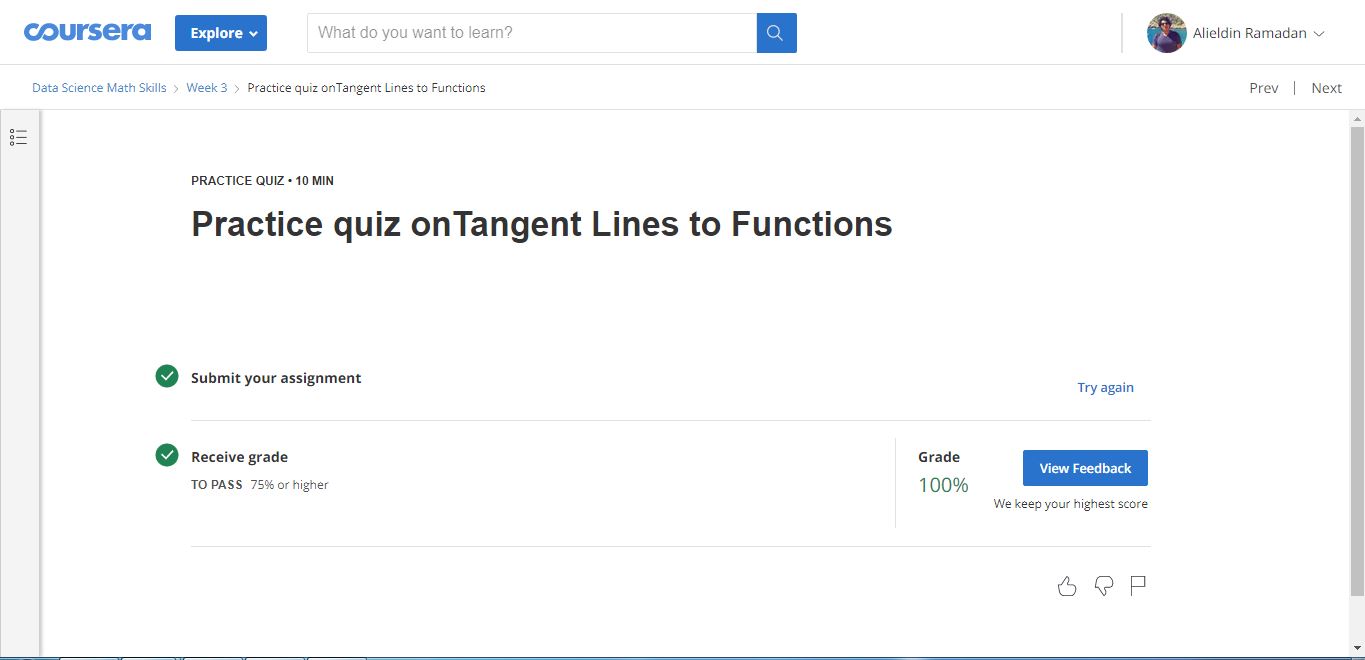 coursera Explore What do you want to learn? Alieldin Ramadan
Data Science Math Skills > Week 3 > Practice quiz onTangent Lines to Functions Prev | Next
PRACTICE QUIZ • 10 MIN
Practice quiz onTangent Lines to Functions
Submit your assignment
Try again
Receive grade
TO PASS 75% or higher
Grade
100%
View Feedback
We keep your highest score